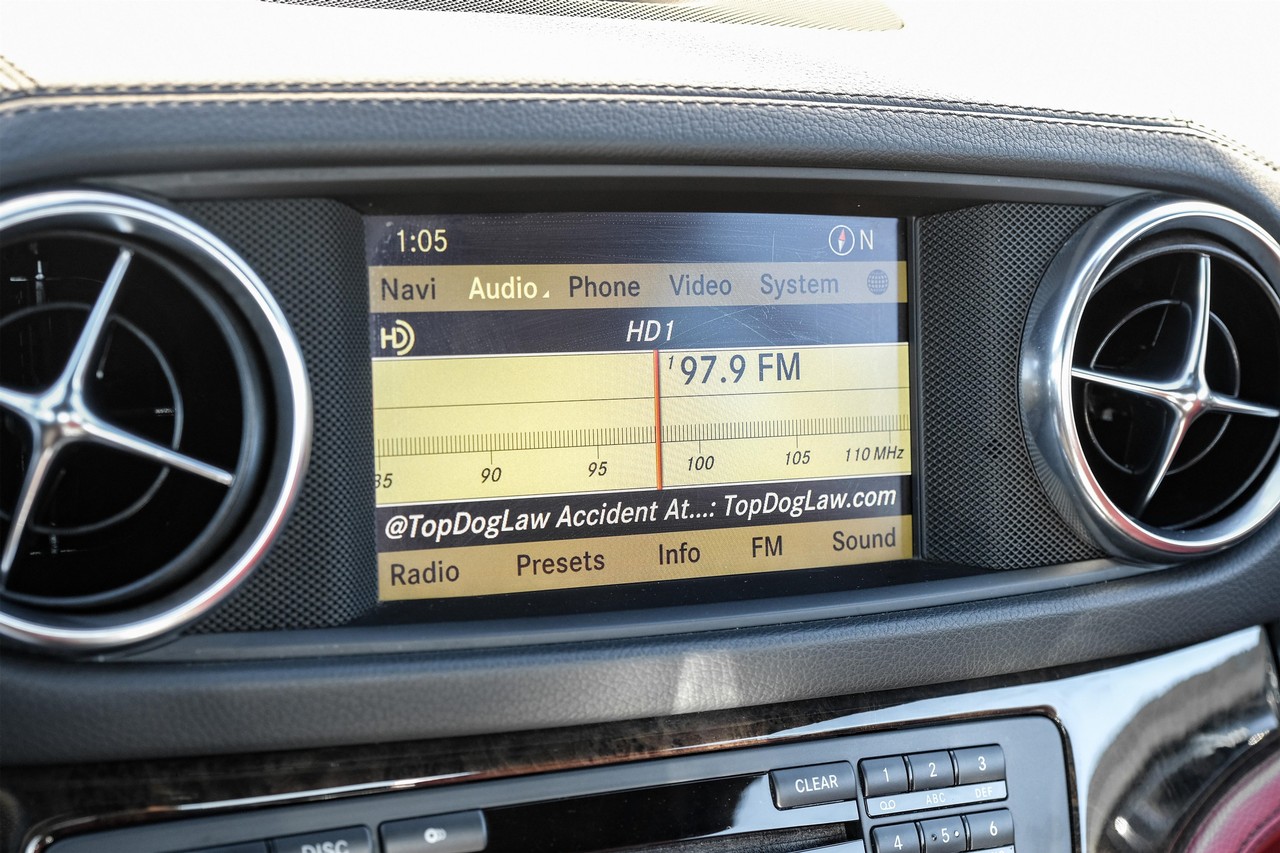 1:05 N
Navi Audio Phone Video System
HD HD1
1 97.9 FM
85 90 95 100 105 110 MHz
@TopDogLaw Accident At...: TopDogLaw.com
Radio Presets Info FM Sound
CLEAR 1 2 3
ABC DEF
4 5 6
DISC